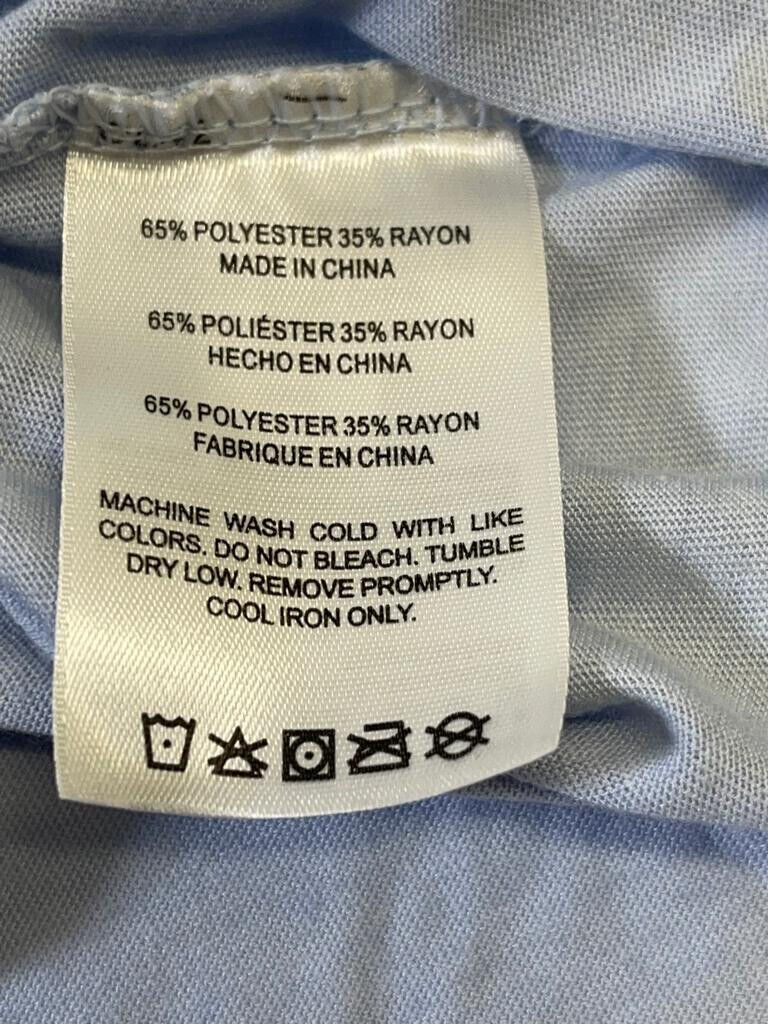 65% POLYESTER 35% RAYON
MADE IN CHINA
65% POLIÉSTER 35% RAYON
HECHO EN CHINA
65% POLYESTER 35% RAYON
FABRIQUE EN CHINA
MACHINE WASH COLD WITH LIKE
COLORS. DO NOT BLEACH. TUMBLE
DRY LOW. REMOVE PROMPTLY.
COOL IRON ONLY.